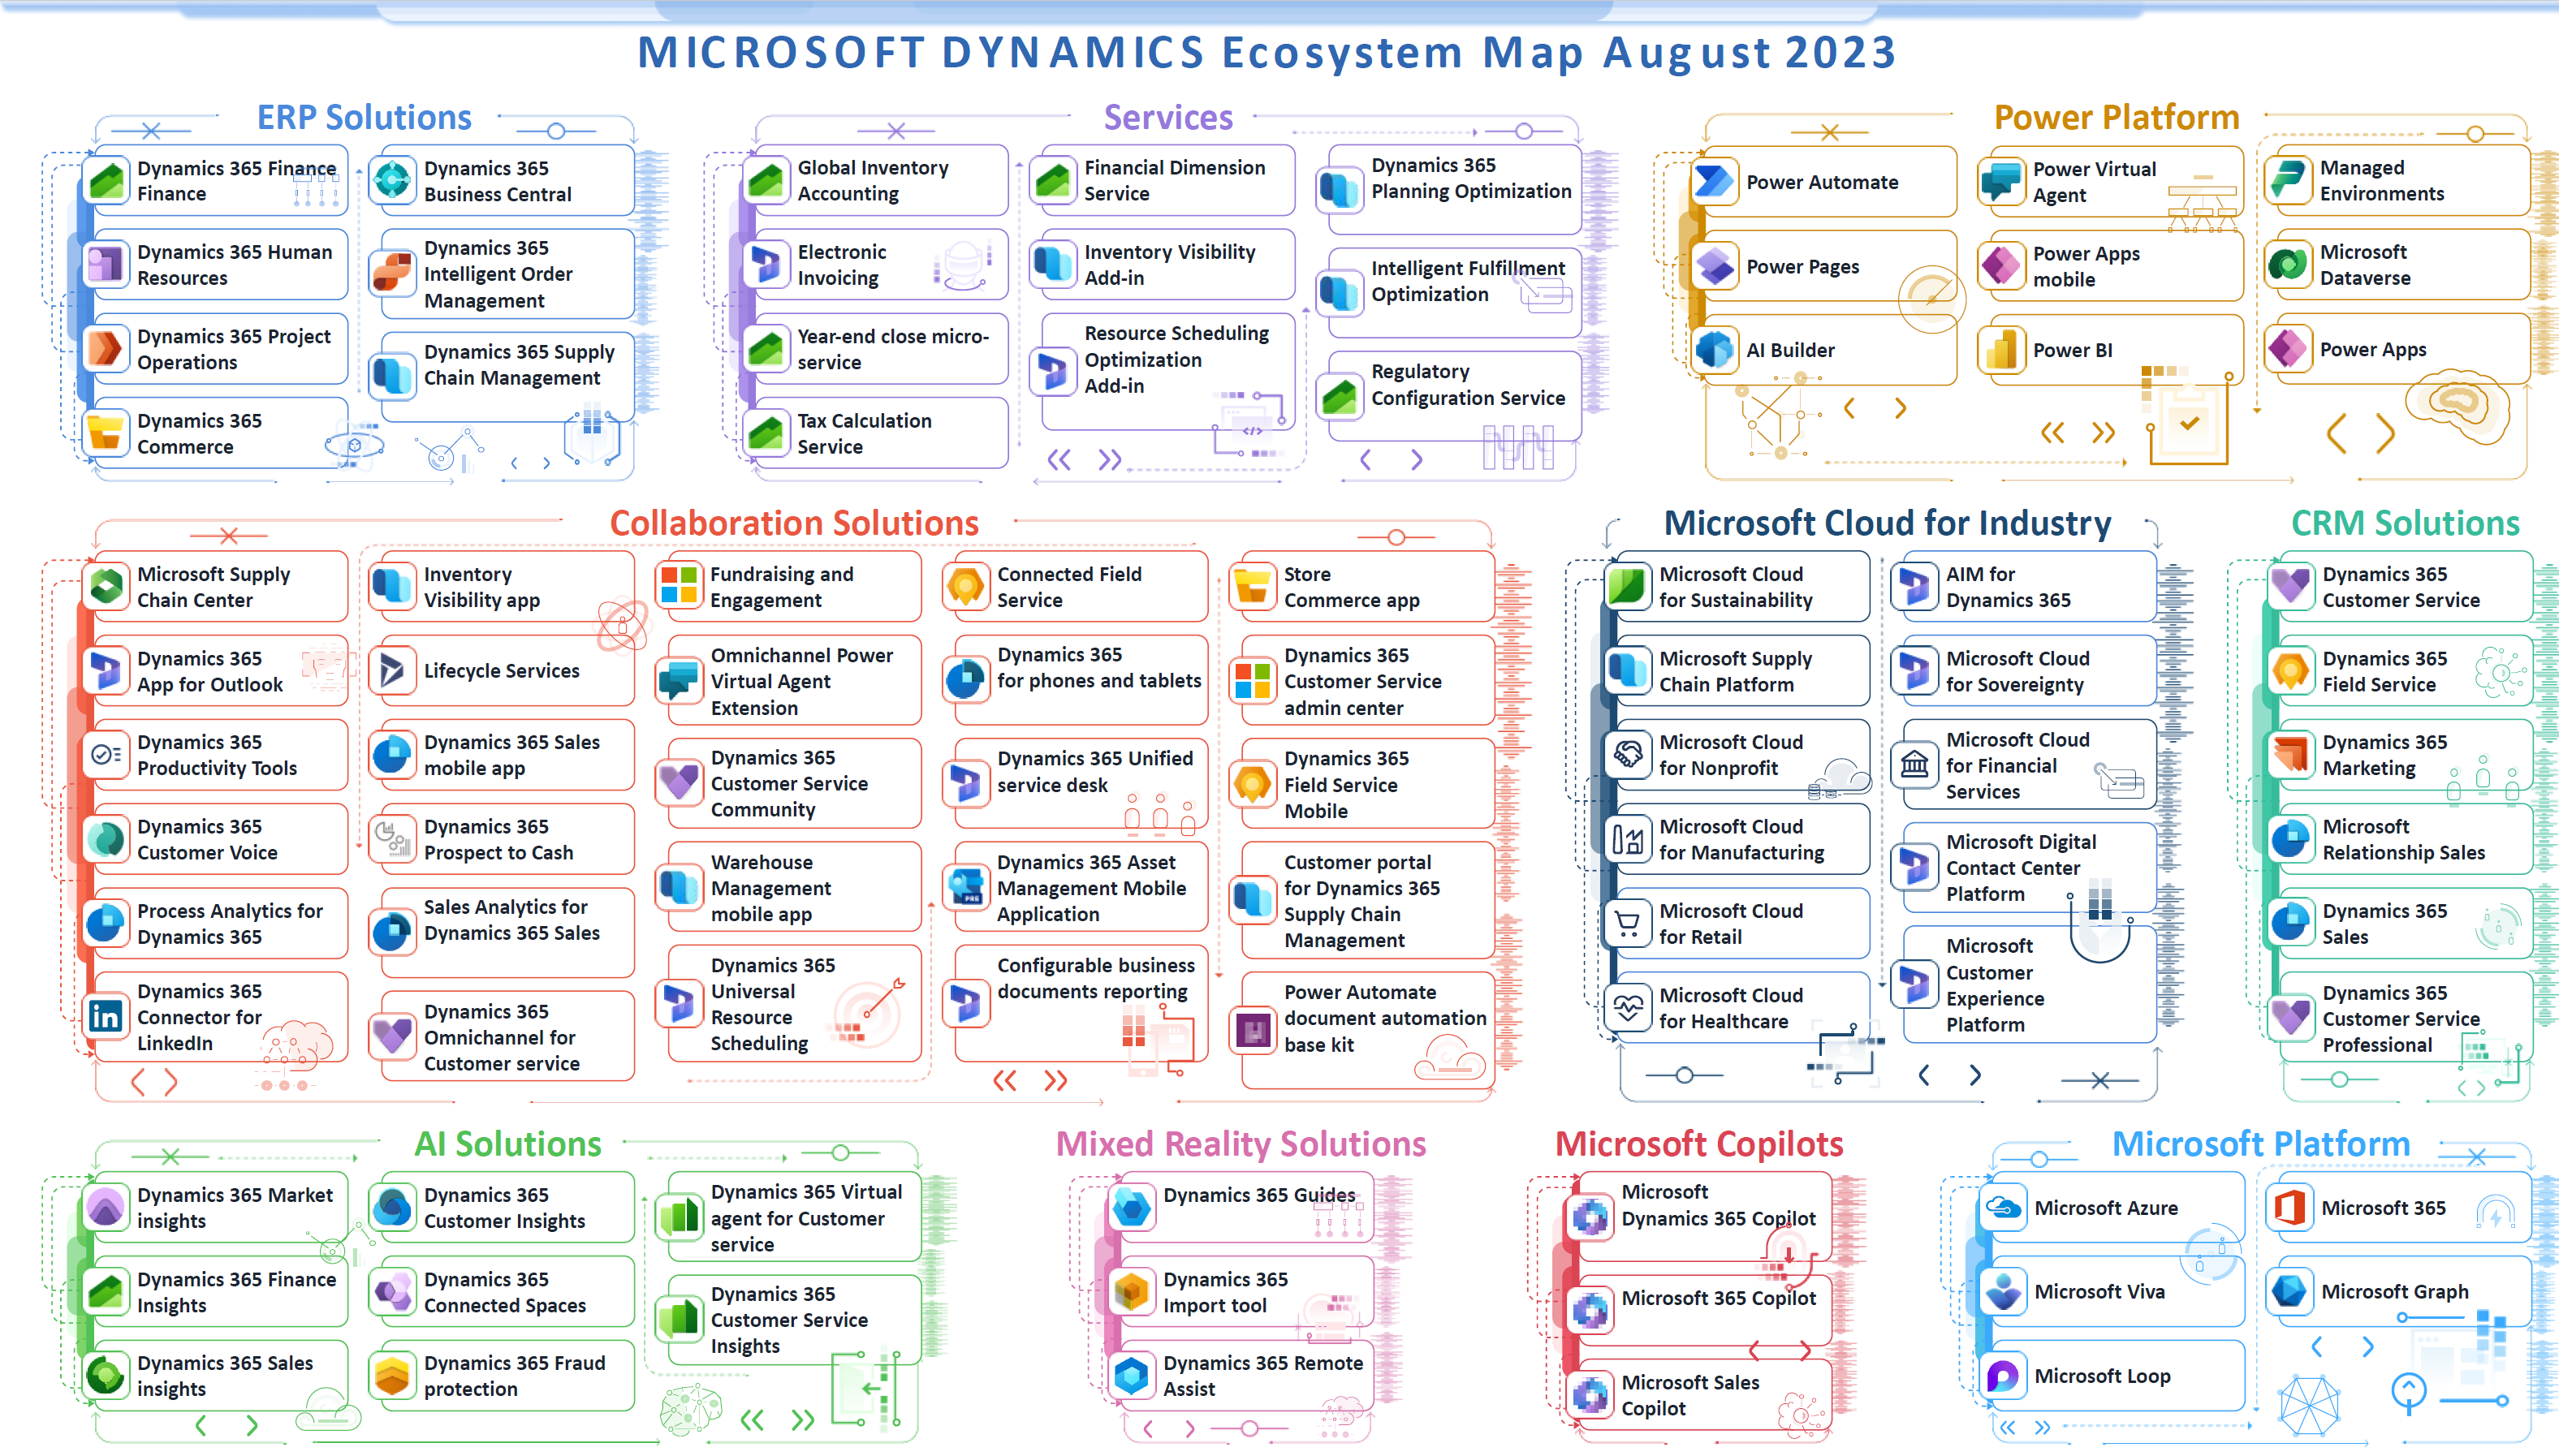 MICROSOFT DYNAMICS Ecosystem Map August 2023
ERP Solutions
Dynamics 365 Finance
Finance
Dynamics 365 Human
Resources
Dynamics 365 Project
Operations
Dynamics 365
Commerce
Dynamics 365
Business Central
Dynamics 365
Intelligent Order
Management
Dynamics 365 Supply
Chain Management
Services
Global Inventory
Accounting
Electronic
Invoicing
Year-end close micro-
service
Tax Calculation
Service
Financial Dimension
Service
Inventory Visibility
Add-in
Resource Scheduling
Optimization
Add-in
</>
Dynamics 365
Planning Optimization
Intelligent Fulfillment
Optimization
Regulatory
Configuration Service
Power Platform
Power Automate
Power Pages
AI Builder
Power Virtual
Agent
Power Apps
mobile
Power BI
Managed
Environments
Microsoft
Dataverse
Power Apps
Collaboration Solutions
Microsoft Supply
Chain Center
Dynamics 365
App for Outlook
Dynamics 365
Productivity Tools
Dynamics 365
Customer Voice
Process Analytics for
Dynamics 365
in
Dynamics 365
Connector for
LinkedIn
Inventory
Visibility app
Lifecycle Services
Dynamics 365 Sales
mobile app
Dynamics 365
Prospect to Cash
Sales Analytics for
Dynamics 365 Sales
Dynamics 365
Omnichannel for
Customer service
Fundraising and
Engagement
Omnichannel Power
Virtual Agent
Extension
Dynamics 365
Customer Service
Community
Warehouse
Management
mobile app
Dynamics 365
Universal
Resource
Scheduling
Connected Field
Service
Dynamics 365
for phones and tablets
Dynamics 365 Unified
service desk
PRE
Dynamics 365 Asset
Management Mobile
Application
Configurable business
documents reporting
Store
Commerce app
Dynamics 365
Customer Service
admin center
Dynamics 365
Field Service
Mobile
Customer portal
for Dynamics 365
Supply Chain
Management
Power Automate
document automation
base kit
Microsoft Cloud for Industry
Microsoft Cloud
for Sustainability
Microsoft Supply
Chain Platform
Microsoft Cloud
for Nonprofit
Microsoft Cloud
for Manufacturing
Microsoft Cloud
for Retail
Microsoft Cloud
for Healthcare
AIM for
Dynamics 365
Microsoft Cloud
for Sovereignty
Microsoft Cloud
for Financial
Services
Microsoft Digital
Contact Center
Platform
Microsoft
Customer
Experience
Platform
CRM Solutions
Dynamics 365
Customer Service
Dynamics 365
Field Service
Dynamics 365
Marketing
Microsoft
Relationship Sales
Dynamics 365
Sales
Dynamics 365
Customer Service
Professional
AI Solutions
Dynamics 365 Market
insights
Dynamics 365 Finance
Insights
Dynamics 365 Sales
insights
Dynamics 365
Customer Insights
Dynamics 365
Connected Spaces
Dynamics 365 Fraud
protection
Dynamics 365 Virtual
agent for Customer
service
Dynamics 365
Customer Service
Insights
Mixed Reality Solutions
Dynamics 365 Guides
Dynamics 365
Import tool
Dynamics 365 Remote
Assist
Microsoft Copilots
Microsoft
Dynamics 365 Copilot
Microsoft 365 Copilot
Microsoft Sales
Copilot
Microsoft Platform
Microsoft Azure
Microsoft Viva
Microsoft Loop
Microsoft 365
Microsoft Graph